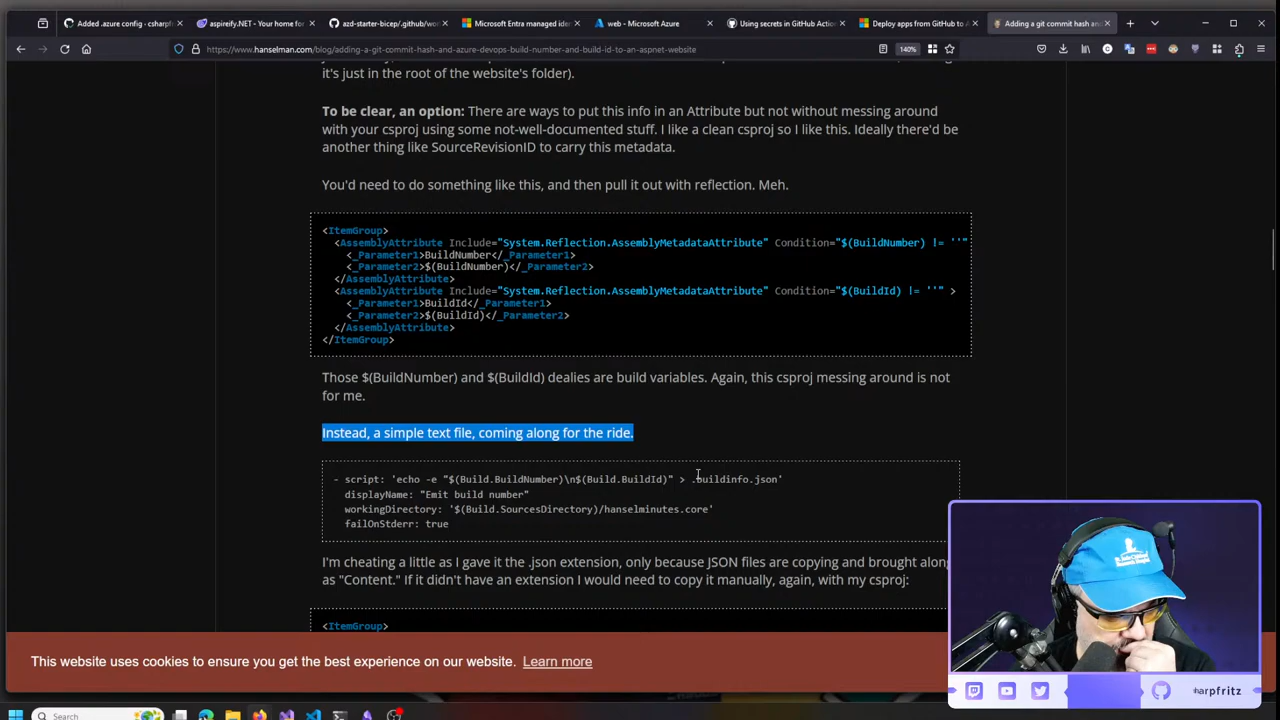 Added .azure config - csharpf
aspireify.NET - Your home for
azd-starter-bicep/.github/wor
Microsoft Entra managed ident
web - Microsoft Azure
Using secrets in GitHub Action
Deploy apps from GitHub to A
Adding a git commit hash and
https://www.hanselman.com/blog/adding-a-git-commit-hash-and-azure-devops-build-number-and-build-id-to-an-aspnet-website
140%
it's just in the root of the website's folder).
To be clear, an option: There are ways to put this info in an Attribute but not without messing around
with your csproj using some not-well-documented stuff. I like a clean csproj so I like this. Ideally there'd be
another thing like SourceRevisionID to carry this metadata.
You'd need to do something like this, and then pull it out with reflection. Meh.
<ItemGroup>
<AssemblyAttribute Include="System.Reflection.AssemblyMetadataAttribute" Condition="$(BuildNumber) != ''"
<_Parameter1>BuildNumber</_Parameter1>
<_Parameter2>$(BuildNumber)</_Parameter2>
</AssemblyAttribute>
<AssemblyAttribute Include="System.Reflection.AssemblyMetadataAttribute" Condition="$(BuildId) != ''" >
<_Parameter1>BuildId</_Parameter1>
<_Parameter2>$(BuildId)</_Parameter2>
</AssemblyAttribute>
</ItemGroup>
Those $(BuildNumber) and $(BuildId) dealies are build variables. Again, this csproj messing around is not
for me.
Instead, a simple text file, coming along for the ride.
- script: 'echo -e "$(Build.BuildNumber)\n$(Build.BuildId)" > .buildinfo.json'
displayName: "Emit build number"
workingDirectory: '$(Build.SourcesDirectory)/hanselminutes.core'
failOnStderr: true
I'm cheating a little as I gave it the .json extension, only because JSON files are copying and brought along
as "Content." If it didn't have an extension I would need to copy it manually, again, with my csproj:
<ItemGroup>
This website uses cookies to ensure you get the best experience on our website. Learn more
harpfritz
Search